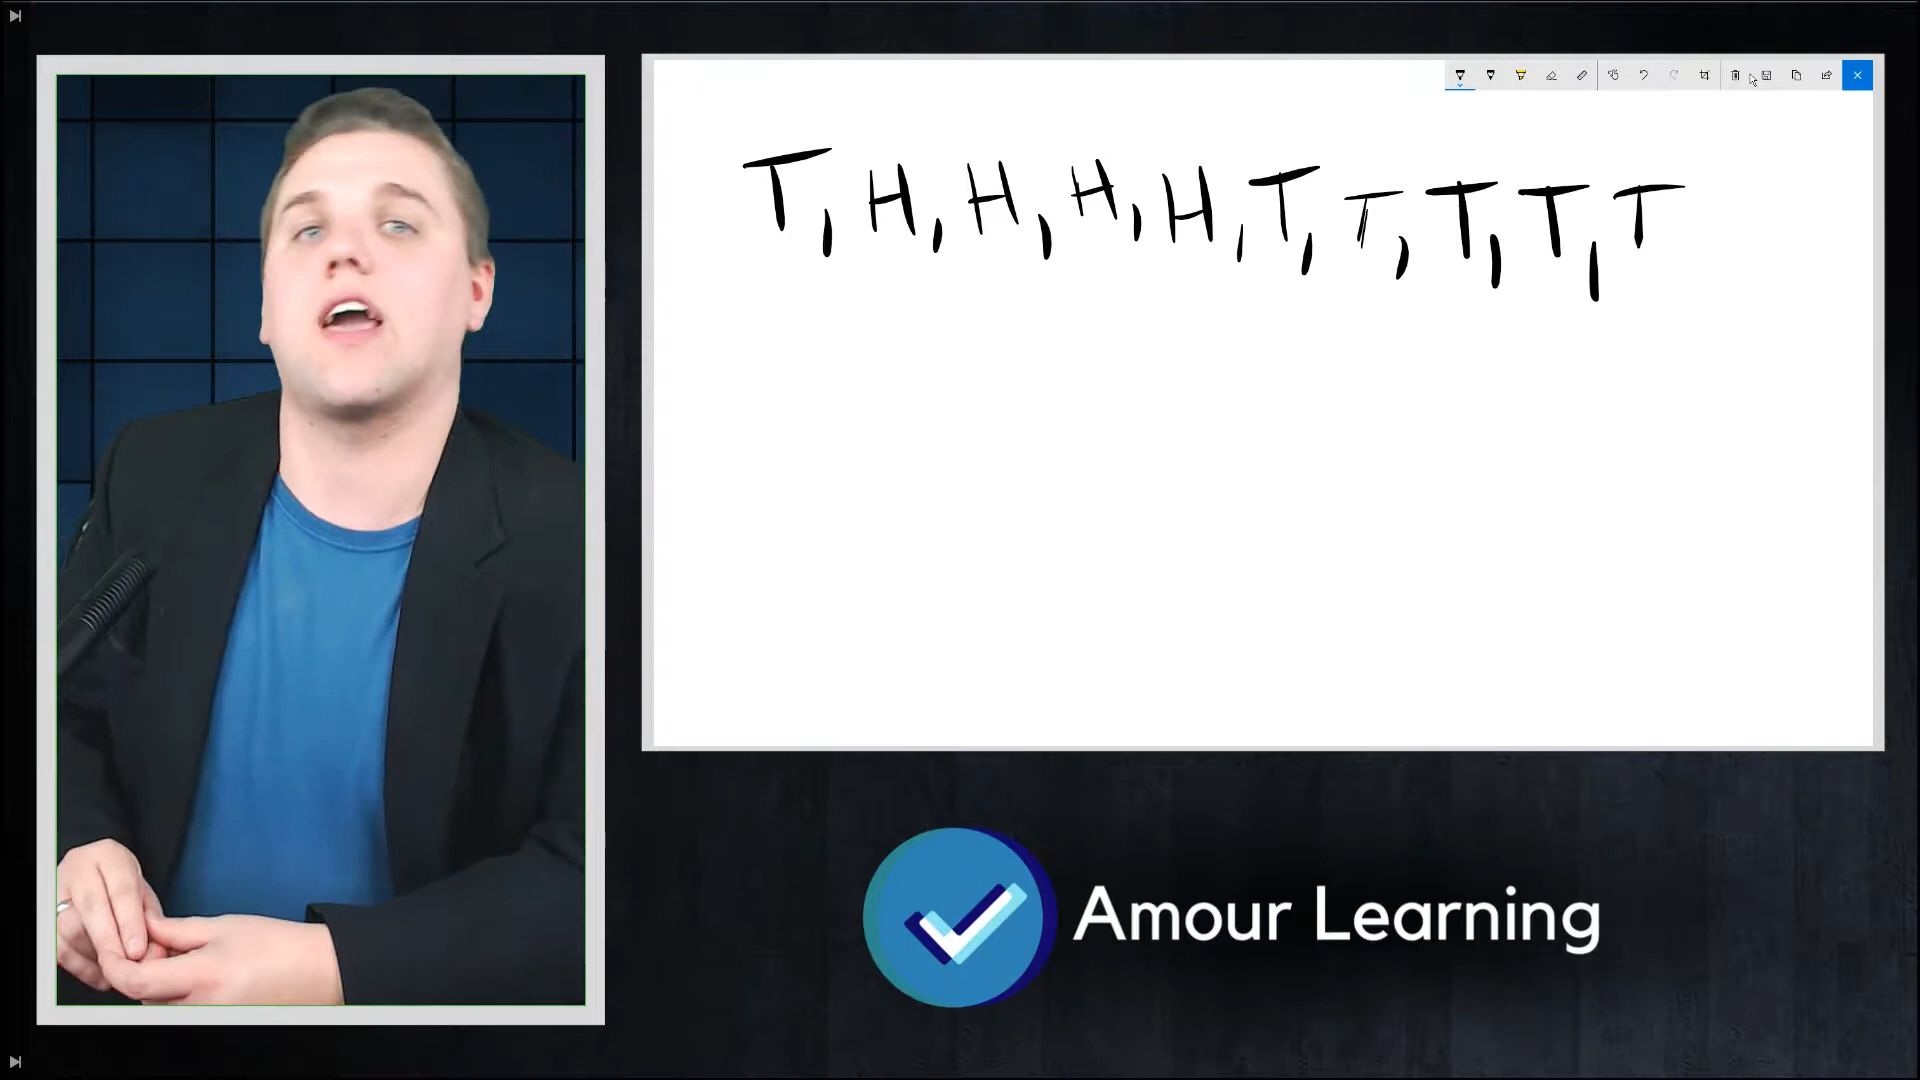 T, H, H, H, H, T, T, T, T, T
Amour Learning